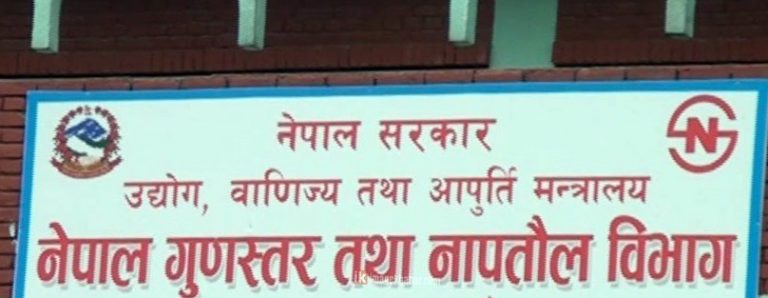 नेपाल सरकार
उद्योग, वाणिज्य तथा आपुर्ति मन्त्रालय
नेपाल गुणस्तर तथा नापतौल विभाग